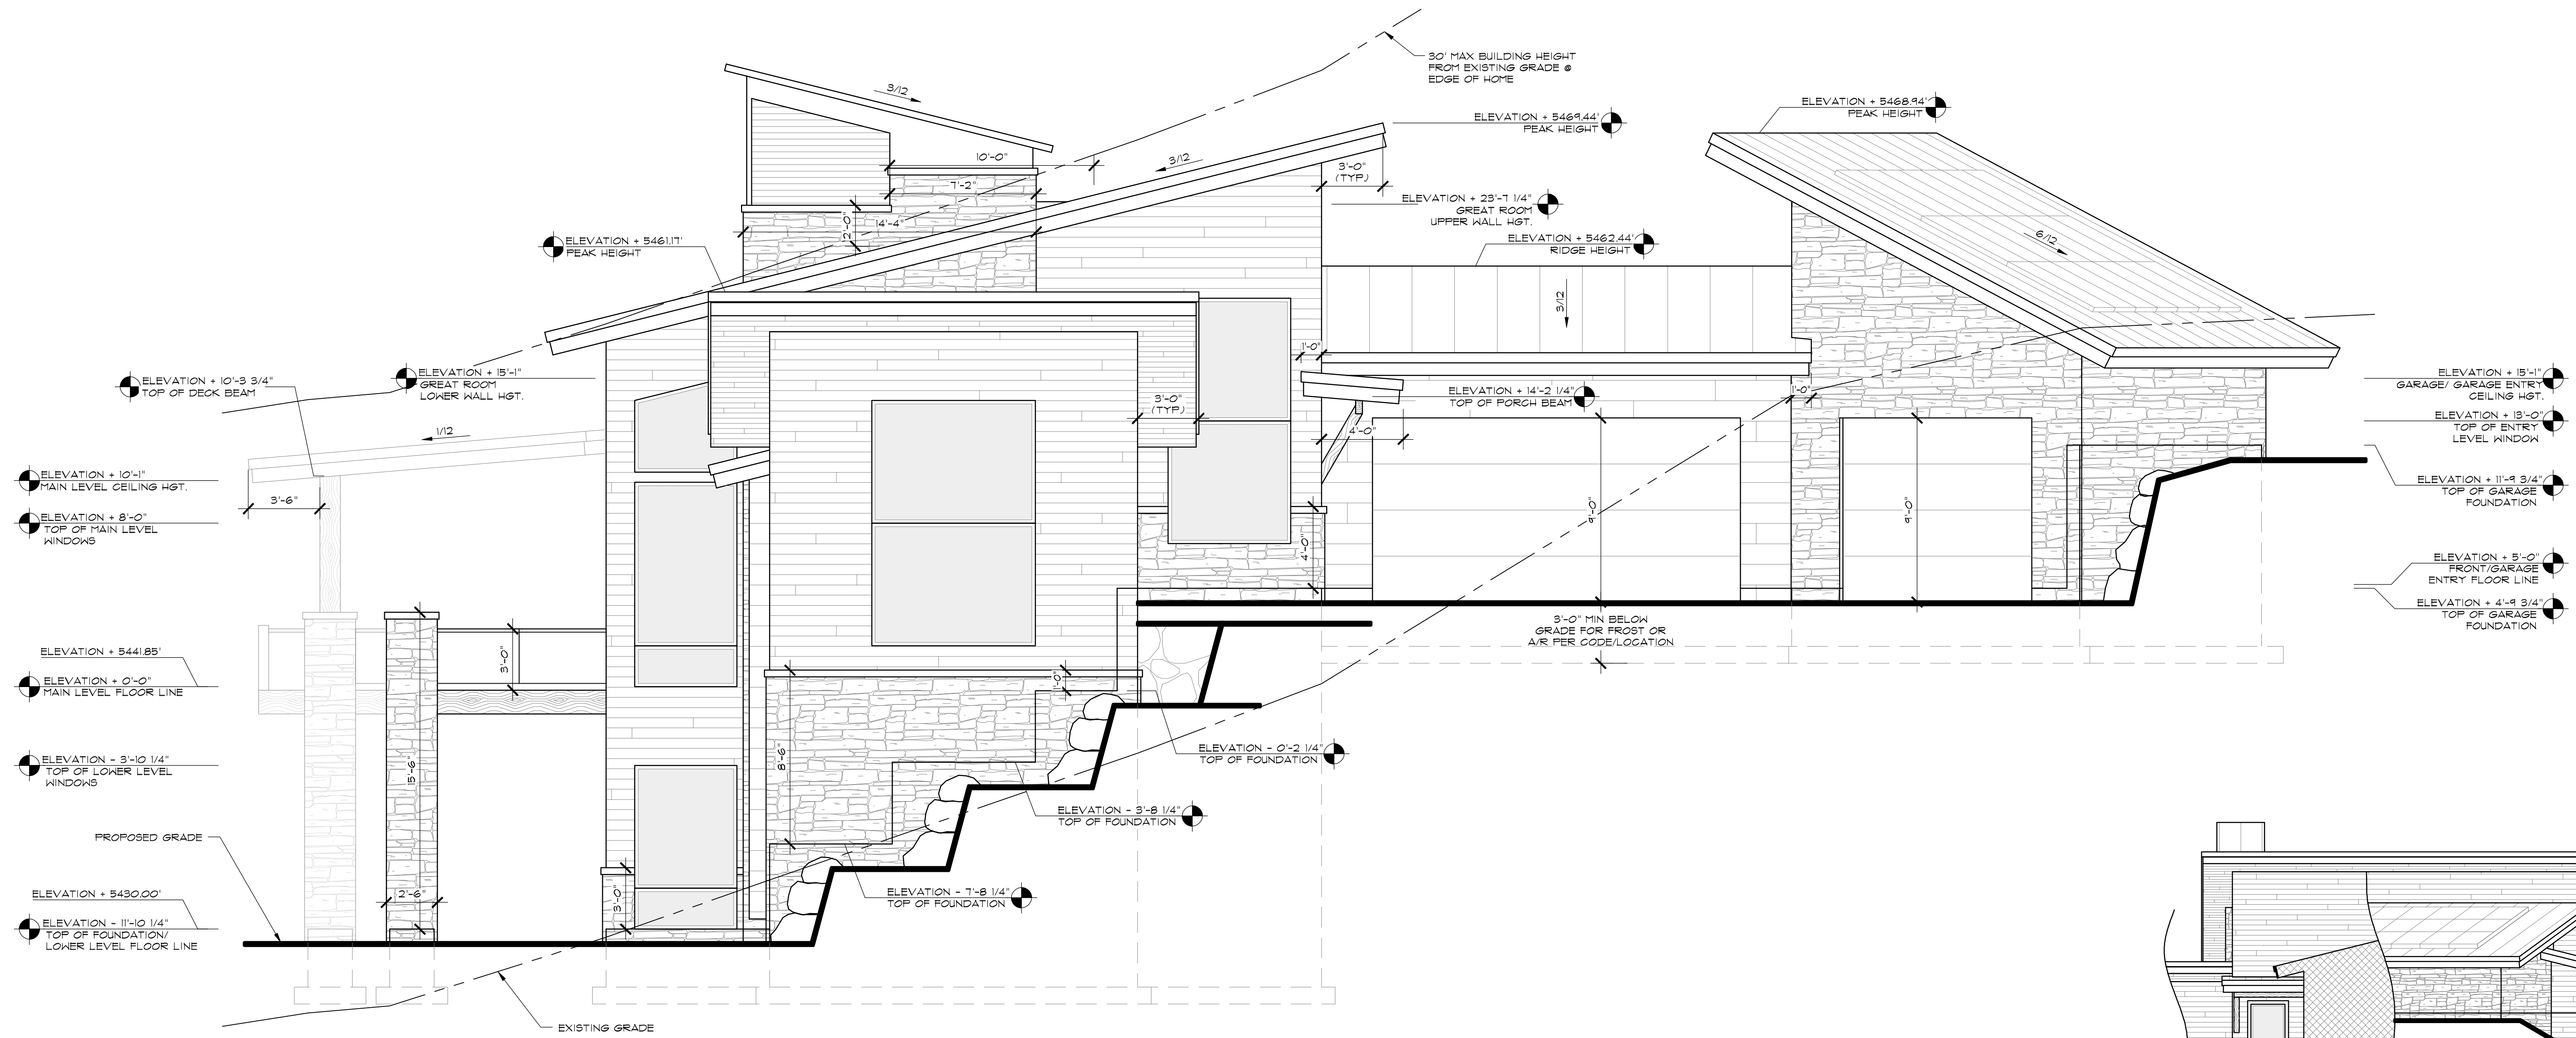 30' MAX BUILDING HEIGHT
FROM EXISTING GRADE @
EDGE OF HOME
3/12
ELEVATION + 5469.44'
PEAK HEIGHT
ELEVATION + 5468.94'
PEAK HEIGHT
10'-0"
3/12
3'-0"
(TYP.)
7'-2"
2'-0"
14'-4"
ELEVATION + 23'-7 1/4"
GREAT ROOM
UPPER WALL HGT.
ELEVATION + 5461.17'
PEAK HEIGHT
ELEVATION + 5462.44'
RIDGE HEIGHT
6/12
3/12
1'-0"
ELEVATION + 10'-3 3/4"
TOP OF DECK BEAM
ELEVATION + 15'-1"
GREAT ROOM
LOWER WALL HGT.
ELEVATION + 14'-2 1/4"
TOP OF PORCH BEAM
1'-0"
3'-0"
(TYP.)
4'-0"
ELEVATION + 15'-1"
GARAGE/ GARAGE ENTRY
CEILING HGT.
ELEVATION + 13'-0"
TOP OF ENTRY
LEVEL WINDOW
1/12
ELEVATION + 10'-1"
MAIN LEVEL CEILING HGT.
3'-6"
ELEVATION + 11'-9 3/4"
TOP OF GARAGE
FOUNDATION
ELEVATION + 8'-0"
TOP OF MAIN LEVEL
WINDOWS
9'-0"
9'-0"
4'-0"
ELEVATION + 5'-0"
FRONT/GARAGE
ENTRY FLOOR LINE
ELEVATION + 4'-9 3/4"
TOP OF GARAGE
FOUNDATION
3'-0" MIN BELOW
GRADE FOR FROST OR
A/R PER CODE/LOCATION
ELEVATION + 5441.85'
3'-0"
ELEVATION + 0'-0"
MAIN LEVEL FLOOR LINE
1'-0"
ELEVATION - 3'-10 1/4"
TOP OF LOWER LEVEL
WINDOWS
15'-6"
8'-6"
ELEVATION - 0'-2 1/4"
TOP OF FOUNDATION
ELEVATION - 3'-8 1/4"
TOP OF FOUNDATION
PROPOSED GRADE
ELEVATION + 5430.00'
2'-6"
3'-0"
ELEVATION - 7'-8 1/4"
TOP OF FOUNDATION
ELEVATION - 11'-10 1/4"
TOP OF FOUNDATION/
LOWER LEVEL FLOOR LINE
EXISTING GRADE